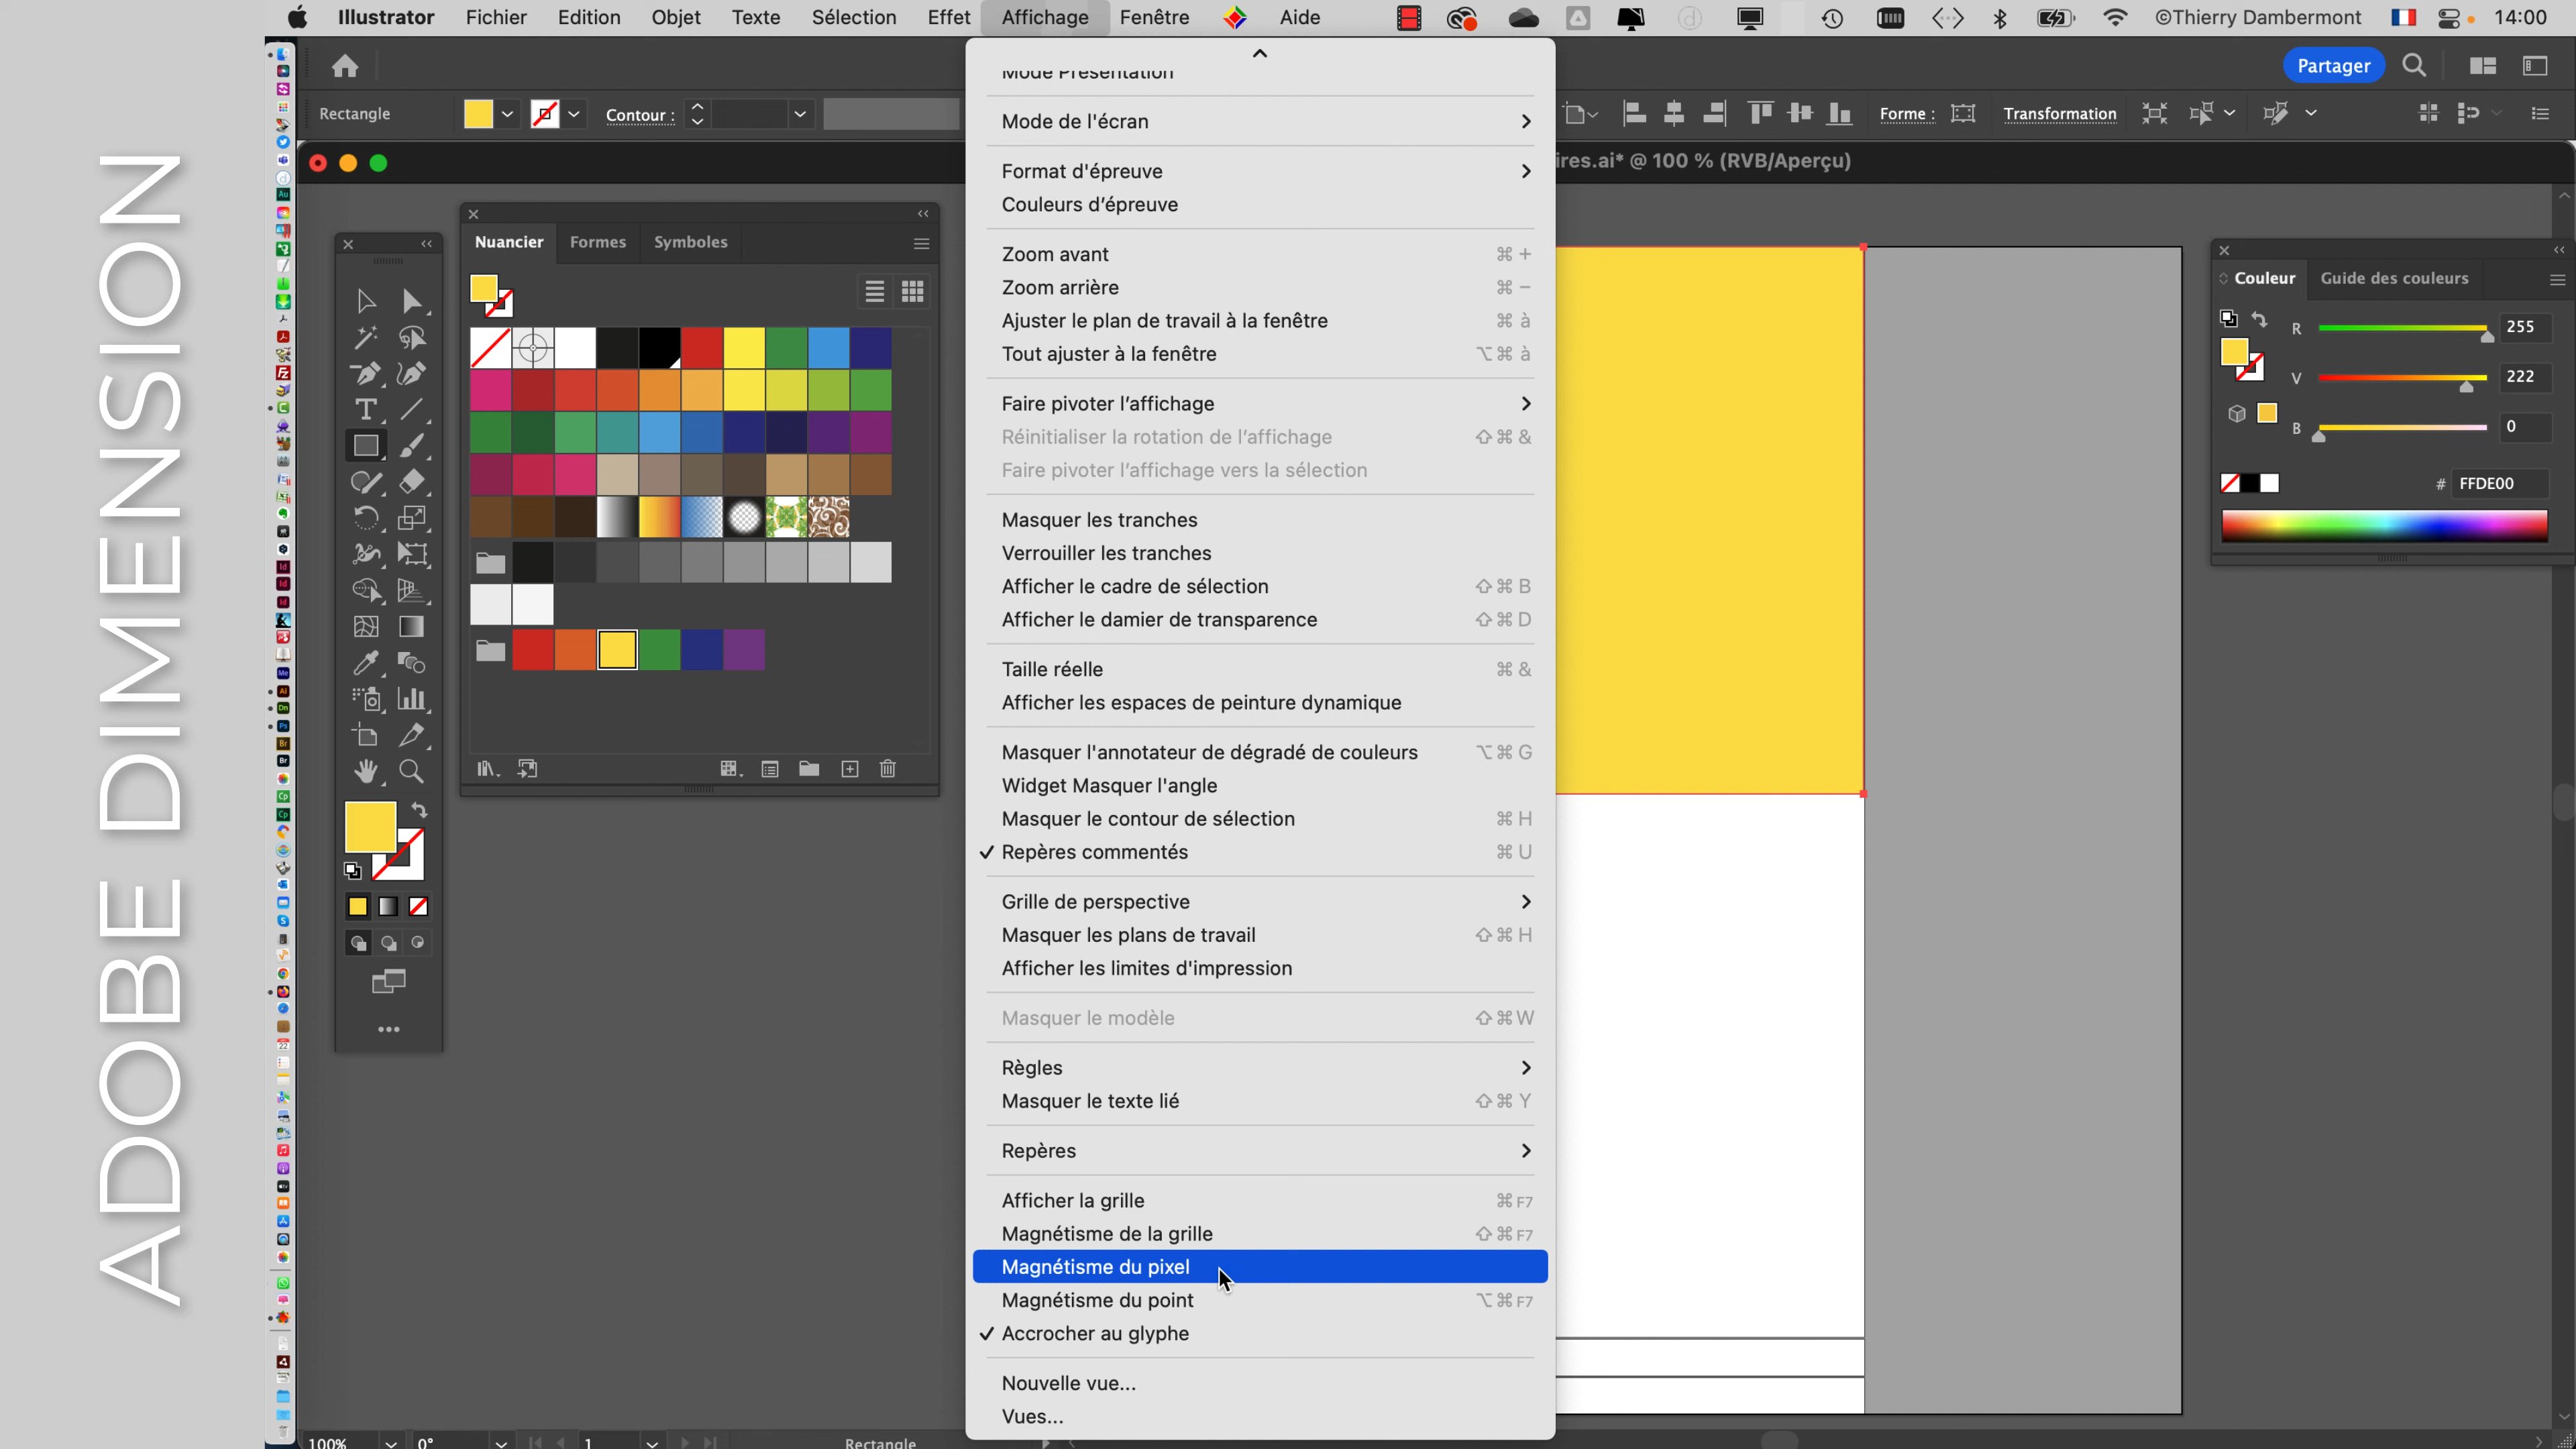 ADOBE DIMENSION
Illustrator Fichier Edition Objet Texte Sélection Effet Affichage Fenêtre Aide ©Thierry Dambermont 14:00
Partager
Rectangle Contour : Forme : Transformation
ires.ai* @ 100 % (RVB/Aperçu)
Nuancier Formes Symboles
Mode Présentation
Mode de l'écran
Format d'épreuve
Couleurs d’épreuve
Zoom avant ⌘ +
Zoom arrière ⌘ −
Ajuster le plan de travail à la fenêtre ⌘ à
Tout ajuster à la fenêtre ⌥⌘ à
Faire pivoter l’affichage
Réinitialiser la rotation de l’affichage ⇧⌘ &
Faire pivoter l’affichage vers la sélection
Masquer les tranches
Verrouiller les tranches
Afficher le cadre de sélection ⇧⌘ B
Afficher le damier de transparence ⇧⌘ D
Taille réelle ⌘ &
Afficher les espaces de peinture dynamique
Masquer l'annotateur de dégradé de couleurs ⌥⌘ G
Widget Masquer l'angle
Masquer le contour de sélection ⌘ H
✓ Repères commentés ⌘ U
Grille de perspective
Masquer les plans de travail ⇧⌘ H
Afficher les limites d'impression
Masquer le modèle ⇧⌘ W
Règles
Masquer le texte lié ⇧⌘ Y
Repères
Afficher la grille ⌘ F7
Magnétisme de la grille ⇧⌘ F7
Magnétisme du pixel
Magnétisme du point ⌥⌘ F7
✓ Accrocher au glyphe
Nouvelle vue...
Vues...
Couleur Guide des couleurs
R 255
V 222
B 0
# FFDE00
100% 0° 1 Rectangle